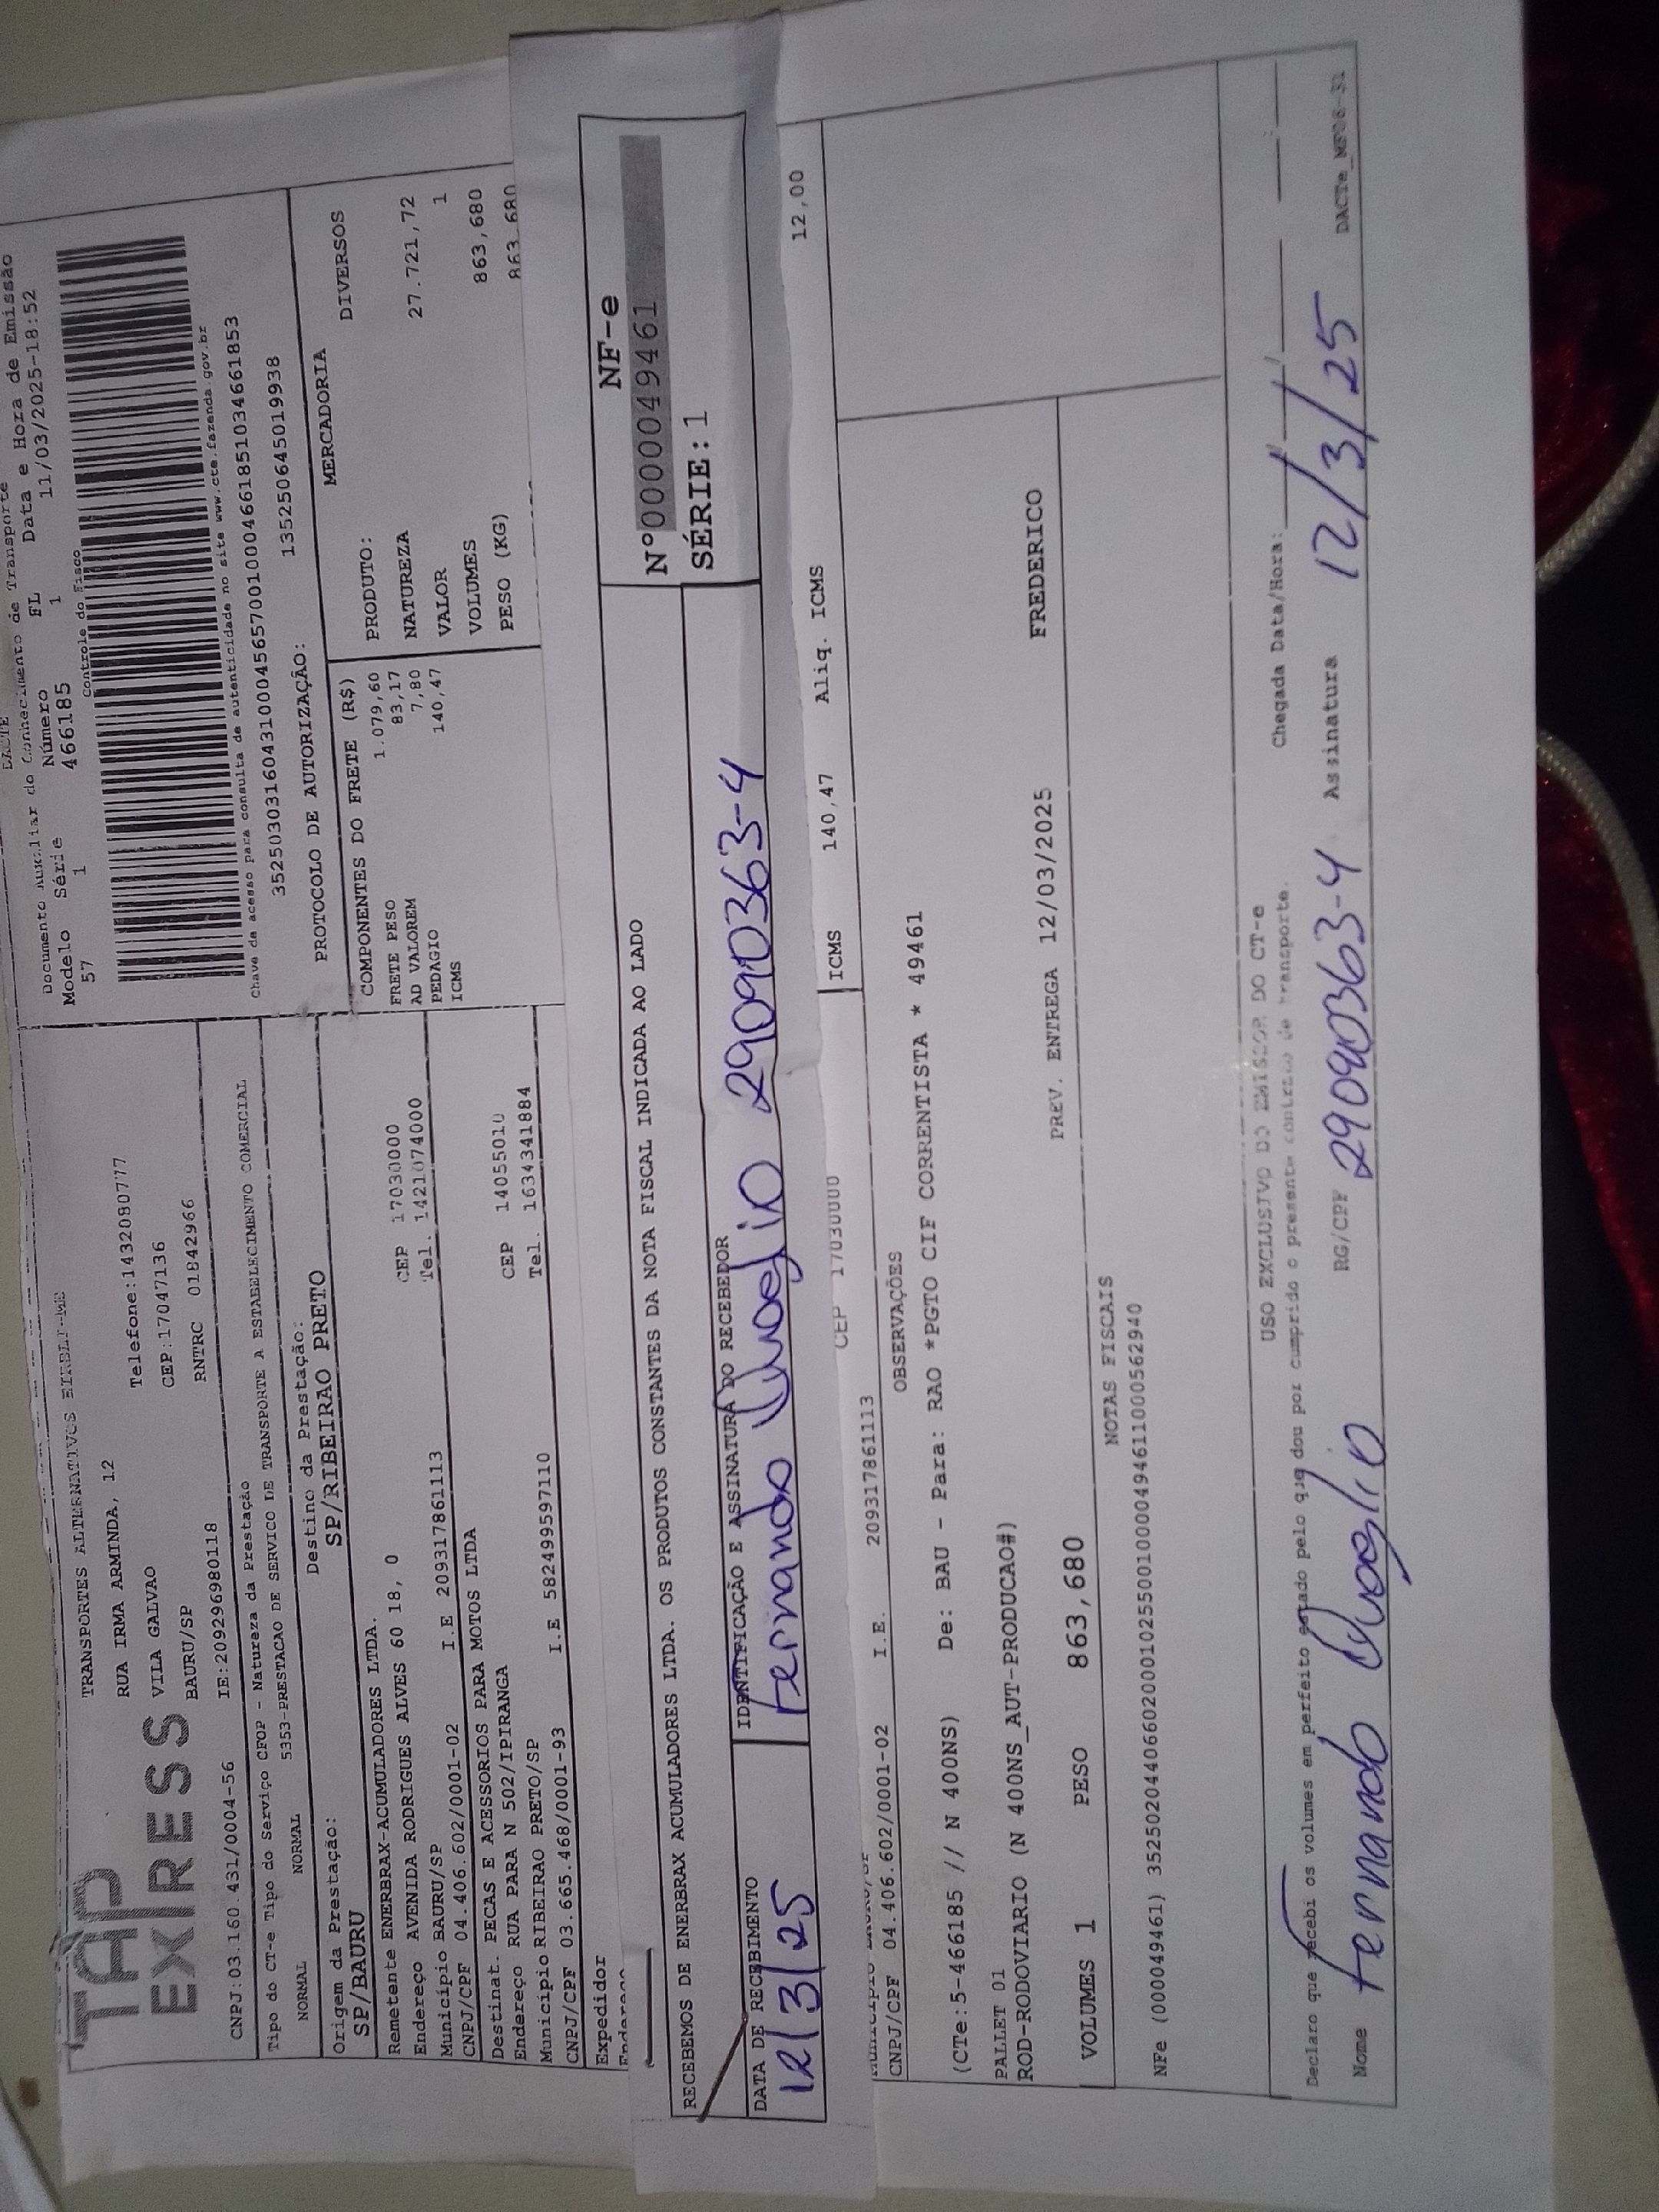 DACTE
Documento Auxiliar do Conhecimento de Transporte
Modelo Série Número FL Data e Hora de Emissão
57 1 466185 1 11/03/2025-18:52
Controle do Fisco
Chave de acesso para consulta de autenticidade no site www.cte.fazenda.gov.br
35250303160431000456570010004661851034661853
PROTOCOLO DE AUTORIZAÇÃO: 135250645019938
TAP EXPRESS
TRANSPORTES ALTERNATIVOS EIRELI-ME
RUA IRMA ARMINDA, 12 Telefone:1432080777
VILA GALVAO CEP:17047136
BAURU/SP RNTRC 01842966
CNPJ:03.160.431/0004-56 IE:209296980118
Tipo do CT-e Tipo do Serviço CFOP - Natureza da Prestação
NORMAL NORMAL 5353-PRESTACAO DE SERVICO DE TRANSPORTE A ESTABELECIMENTO COMERCIAL
Origem da Prestação: Destino da Prestação:
SP/BAURU SP/RIBEIRAO PRETO
Remetente ENERBRAX-ACUMULADORES LTDA.
Endereço AVENIDA RODRIGUES ALVES 60 18, 0 CEP 17030000
Município BAURU/SP Tel. 1421074000
CNPJ/CPF 04.406.602/0001-02 I.E 209317861113
Destinat. PECAS E ACESSORIOS PARA MOTOS LTDA
Endereço RUA PARA N 502/IPIRANGA CEP 14055010
Município RIBEIRAO PRETO/SP Tel. 1634341884
CNPJ/CPF 03.665.468/0001-93 I.E 582499597110
Expedidor
Endereço
COMPONENTES DO FRETE (R$)
FRETE PESO 1.079,60
AD VALOREM 83,17
PEDAGIO 7,80
ICMS 140,47
MERCADORIA
PRODUTO: DIVERSOS
NATUREZA
VALOR 27.721,72
VOLUMES 1
PESO (KG) 863,680
863,680
RECEBEMOS DE ENERBRAX ACUMULADORES LTDA. OS PRODUTOS CONSTANTES DA NOTA FISCAL INDICADA AO LADO
NF-e
Nº000049461
SÉRIE:1
DATA DE RECEBIMENTO IDENTIFICAÇÃO E ASSINATURA DO RECEBEDOR
12/3/25 Fernando 29090363-4
CEP 17030000 ICMS 140,47 Aliq. ICMS 12,00
CNPJ/CPF 04.406.602/0001-02 I.E. 209317861113
OBSERVAÇÕES
(CTe:5-466185 // N 400NS) De: BAU - Para: RAO *PGTO CIF CORRENTISTA * 49461
PALLET 01
ROD-RODOVIARIO (N 400NS_AUT-PRODUCAO#) PREV. ENTREGA 12/03/2025 FREDERICO
VOLUMES 1 PESO 863,680
NOTAS FISCAIS
NFe (000049461) 35250204406602000102550010000494611000562940
USO EXCLUSIVO DO EMISSOR DO CT-e
Declaro que recebi os volumes em perfeito estado pelo que dou por cumprido o presente contrato de transporte. Chegada Data/Hora: / / :
Nome Fernando RG/CPF 29090363-4 Assinatura 12/3/25